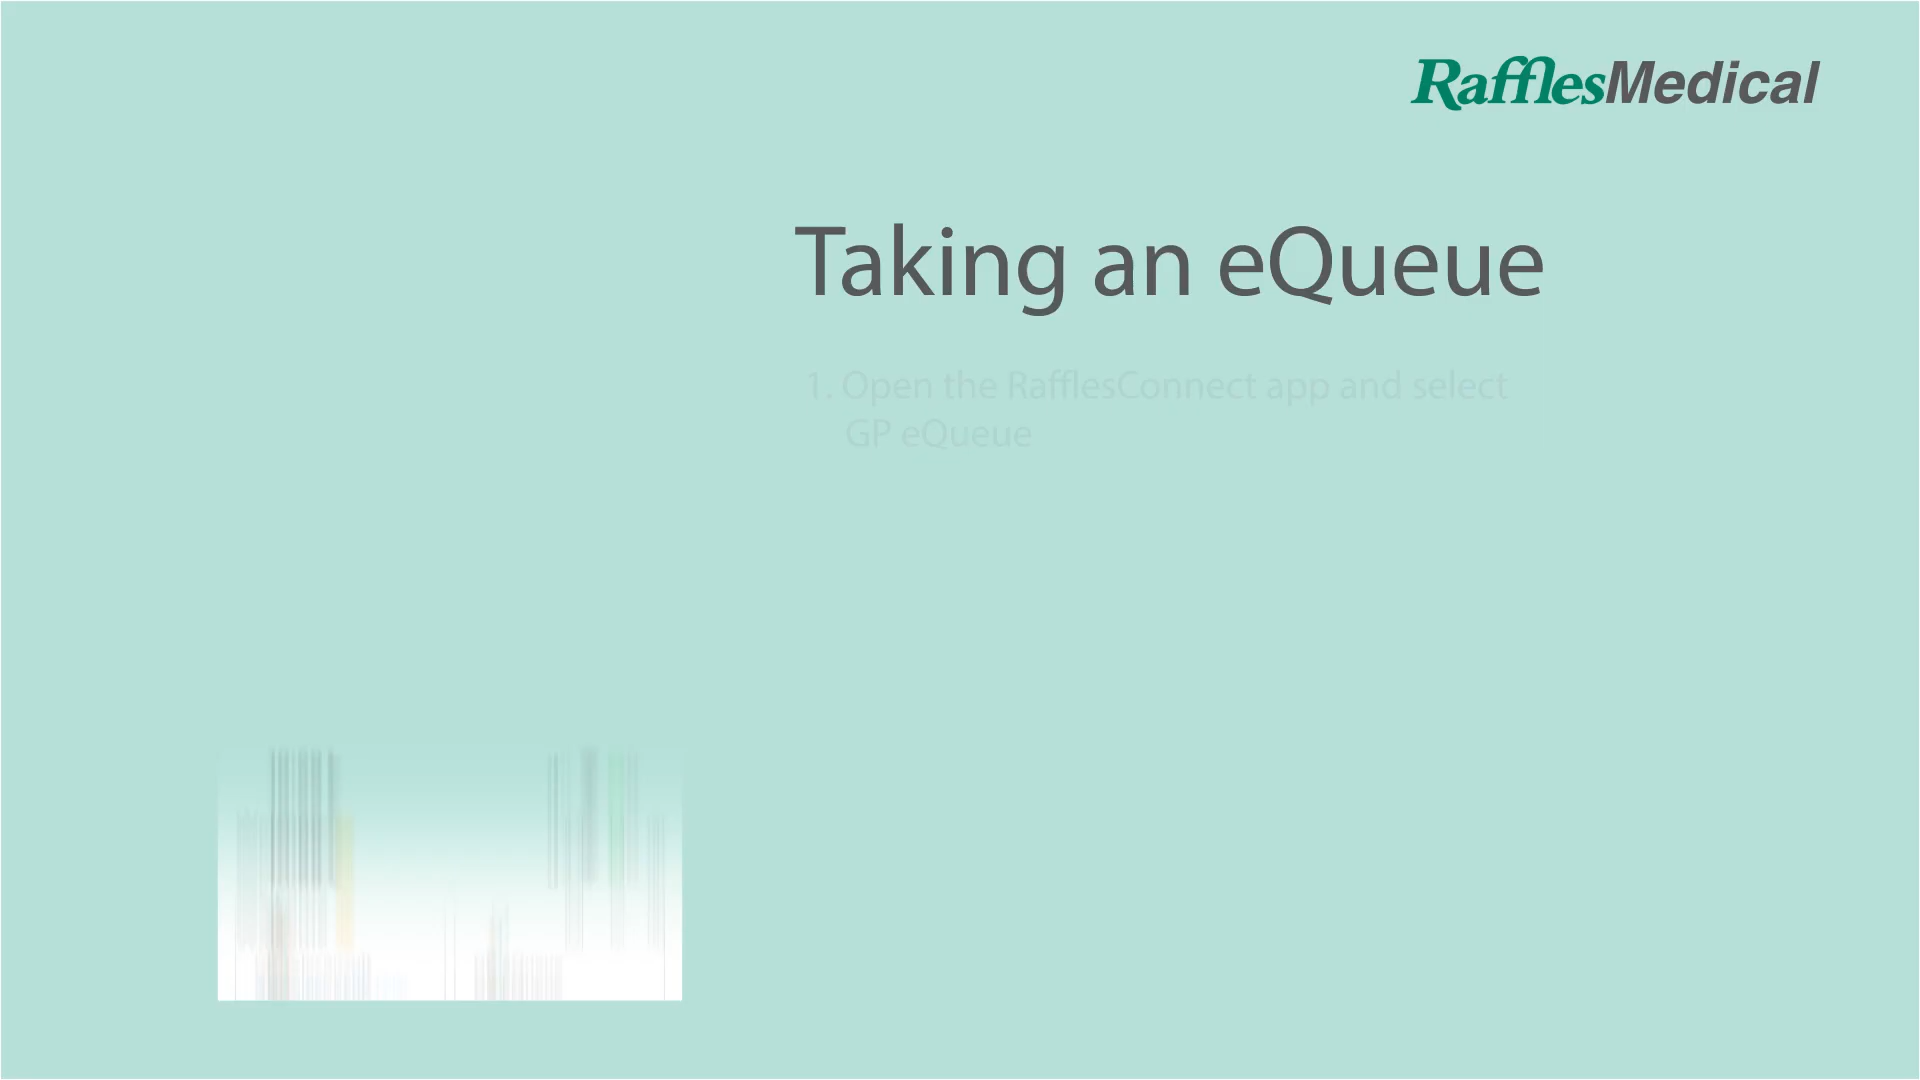 RafflesMedical
Taking an eQueue
1. Open the RafflesConnect app and select
GP eQueue